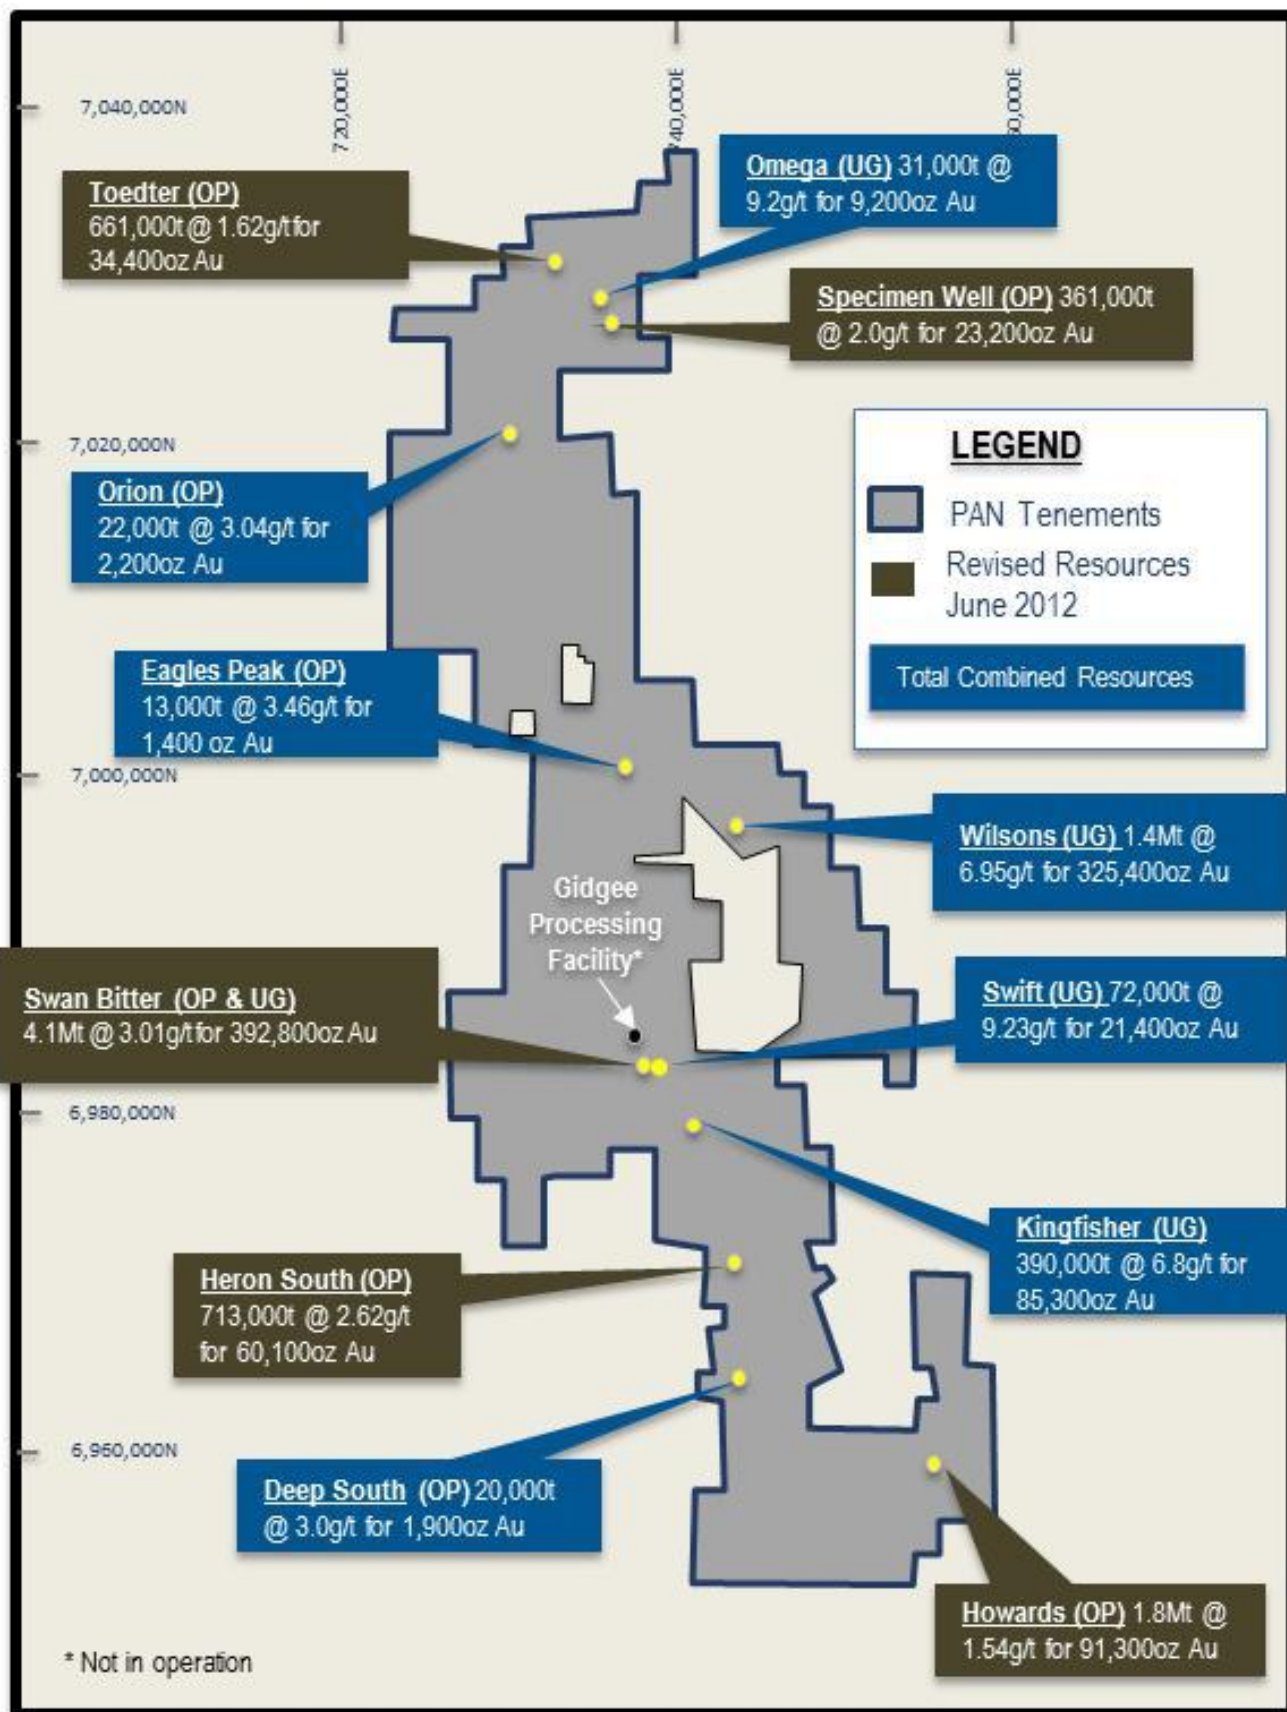 720,000E
40,000E
0,000E
7,040,000N
Toedter (OP)
661,000t @ 1.62g/t for
34,400oz Au
Omega (UG) 31,000t @
9.2g/t for 9,200oz Au
Specimen Well (OP) 361,000t
@ 2.0g/t for 23,200oz Au
7,020,000N
LEGEND
PAN Tenements
Revised Resources
June 2012
Total Combined Resources
Orion (OP)
22,000t @ 3.04g/t for
2,200oz Au
Eagles Peak (OP)
13,000t @ 3.46g/t for
1,400 oz Au
7,000,000N
Wilsons (UG) 1.4Mt @
6.95g/t for 325,400oz Au
Gidgee
Processing
Facility*
Swan Bitter (OP & UG)
4.1Mt @ 3.01g/t for 392,800oz Au
Swift (UG) 72,000t @
9.23g/t for 21,400oz Au
6,980,000N
Kingfisher (UG)
390,000t @ 6.8g/t for
85,300oz Au
Heron South (OP)
713,000t @ 2.62g/t
for 60,100oz Au
6,960,000N
Deep South (OP) 20,000t
@ 3.0g/t for 1,900oz Au
Howards (OP) 1.8Mt @
1.54g/t for 91,300oz Au
* Not in operation